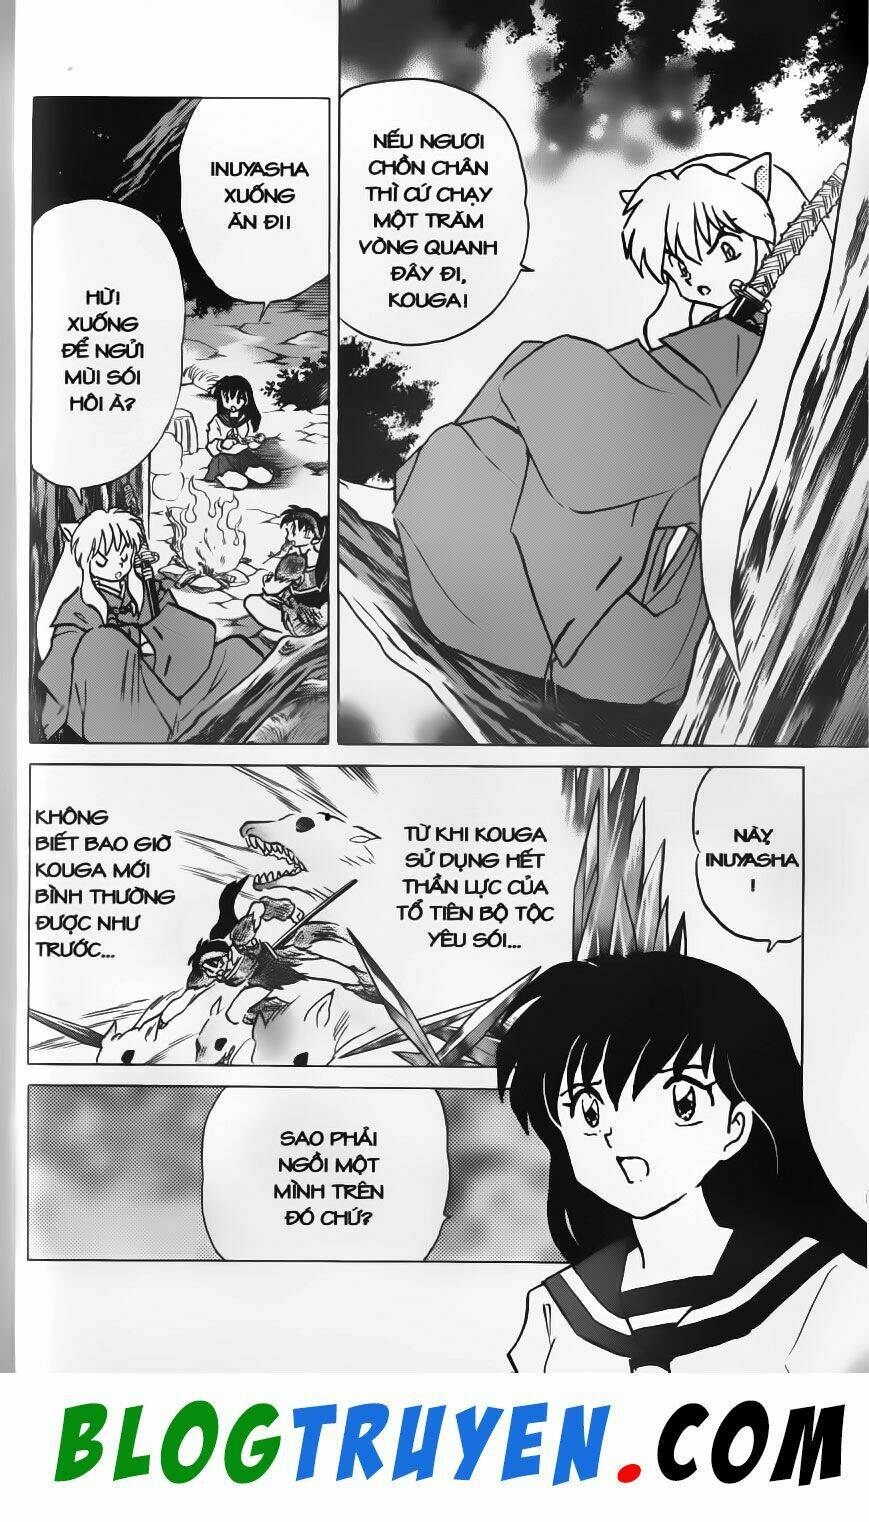 NẾU NGƯƠI
CHỒN CHÂN
THÌ CỨ CHẠY
MỘT TRĂM
VÒNG QUANH
ĐÂY ĐI,
KOUGA!
INUYASHA
XUỐNG
ĂN ĐI!
HỪ!
XUỐNG
ĐỂ NGỬI
MÙI SÓI
HÔI À?
NÀY,
INUYASHA
!
TỪ KHI KOUGA
SỬ DỤNG HẾT
THẦN LỰC CỦA
TỔ TIÊN BỘ TỘC
YÊU SÓI...
KHÔNG
BIẾT BAO GIỜ
KOUGA MỚI
BÌNH THƯỜNG
ĐƯỢC NHƯ
TRƯỚC...
SAO PHẢI
NGỒI MỘT
MÌNH TRÊN
ĐÓ CHỨ?
BLOGTRUYEN.COM